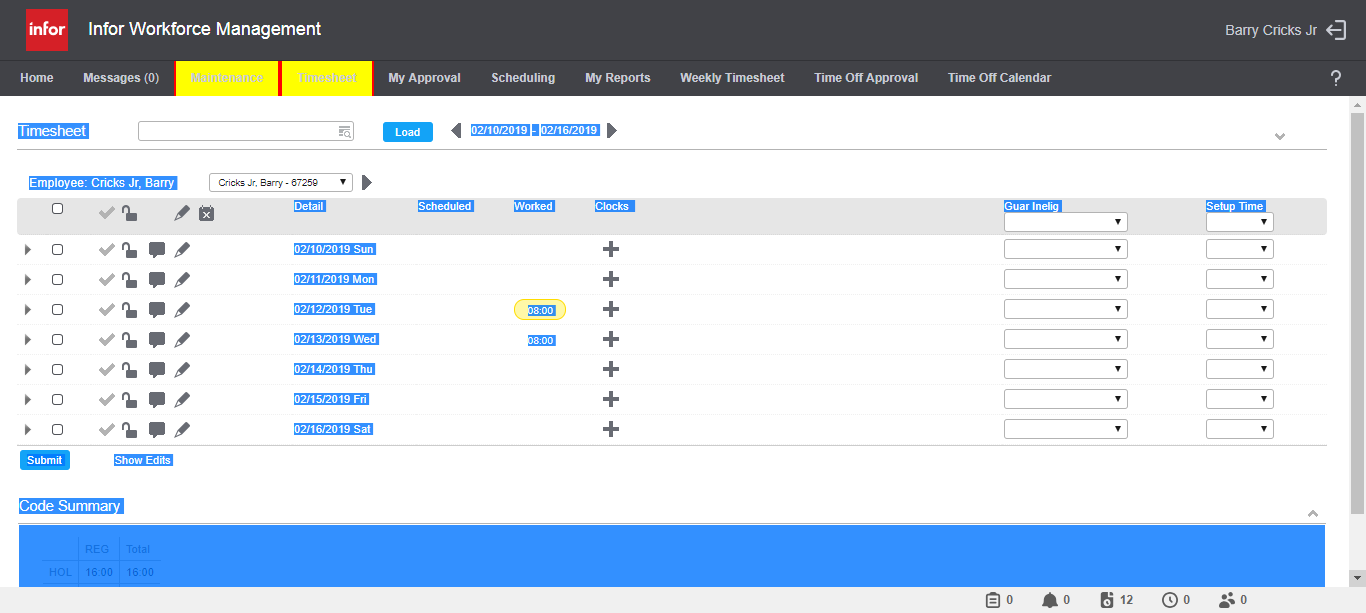 infor Infor Workforce Management Barry Cricks Jr
Home Messages (0) Maintenance Timesheet My Approval Scheduling My Reports Weekly Timesheet Time Off Approval Time Off Calendar ?
Timesheet Load 02/10/2019 - 02/16/2019
Employee: Cricks Jr, Barry Cricks Jr, Barry - 67259
Detail Scheduled Worked Clocks Guar Inelig Setup Time
02/10/2019 Sun
02/11/2019 Mon
02/12/2019 Tue 08:00
02/13/2019 Wed 08:00
02/14/2019 Thu
02/15/2019 Fri
02/16/2019 Sat
Submit Show Edits
Code Summary
REG Total
HOL 16:00 16:00
0 0 12 0 0